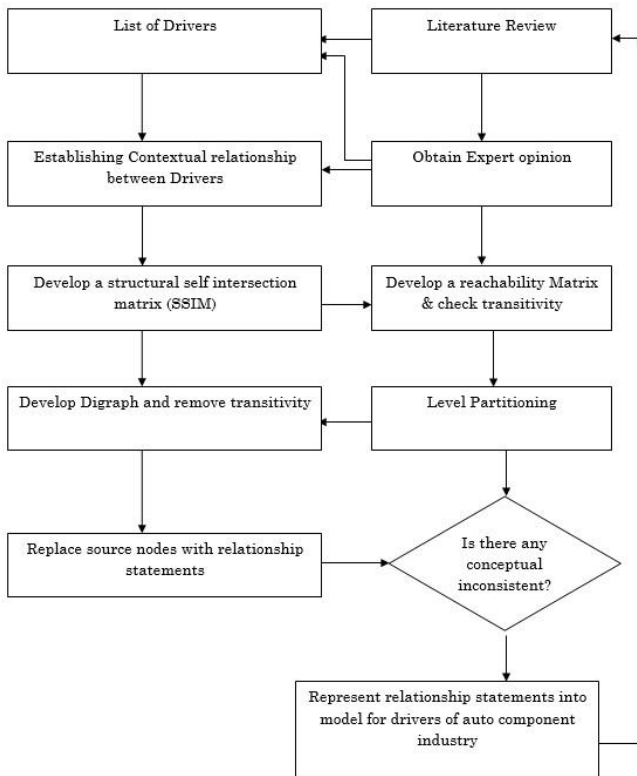 List of Drivers
Literature Review
Establishing Contextual relationship
between Drivers
Obtain Expert opinion
Develop a structural self intersection
matrix (SSIM)
Develop a reachability Matrix
& check transitivity
Develop Digraph and remove transitivity
Level Partitioning
Replace source nodes with relationship
statements
Is there any
conceptual
inconsistent?
Represent relationship statements into
model for drivers of auto component
industry